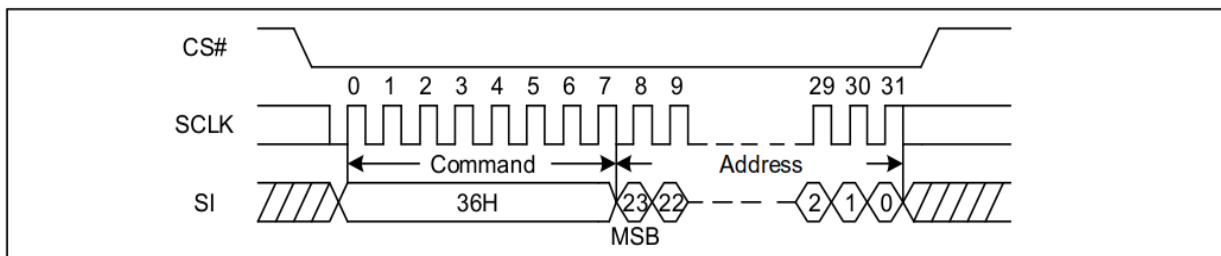 CS#
0 1 2 3 4 5 6 7 8 9 29 30 31
SCLK
Command Address
SI 36H 23 22 2 1 0
MSB